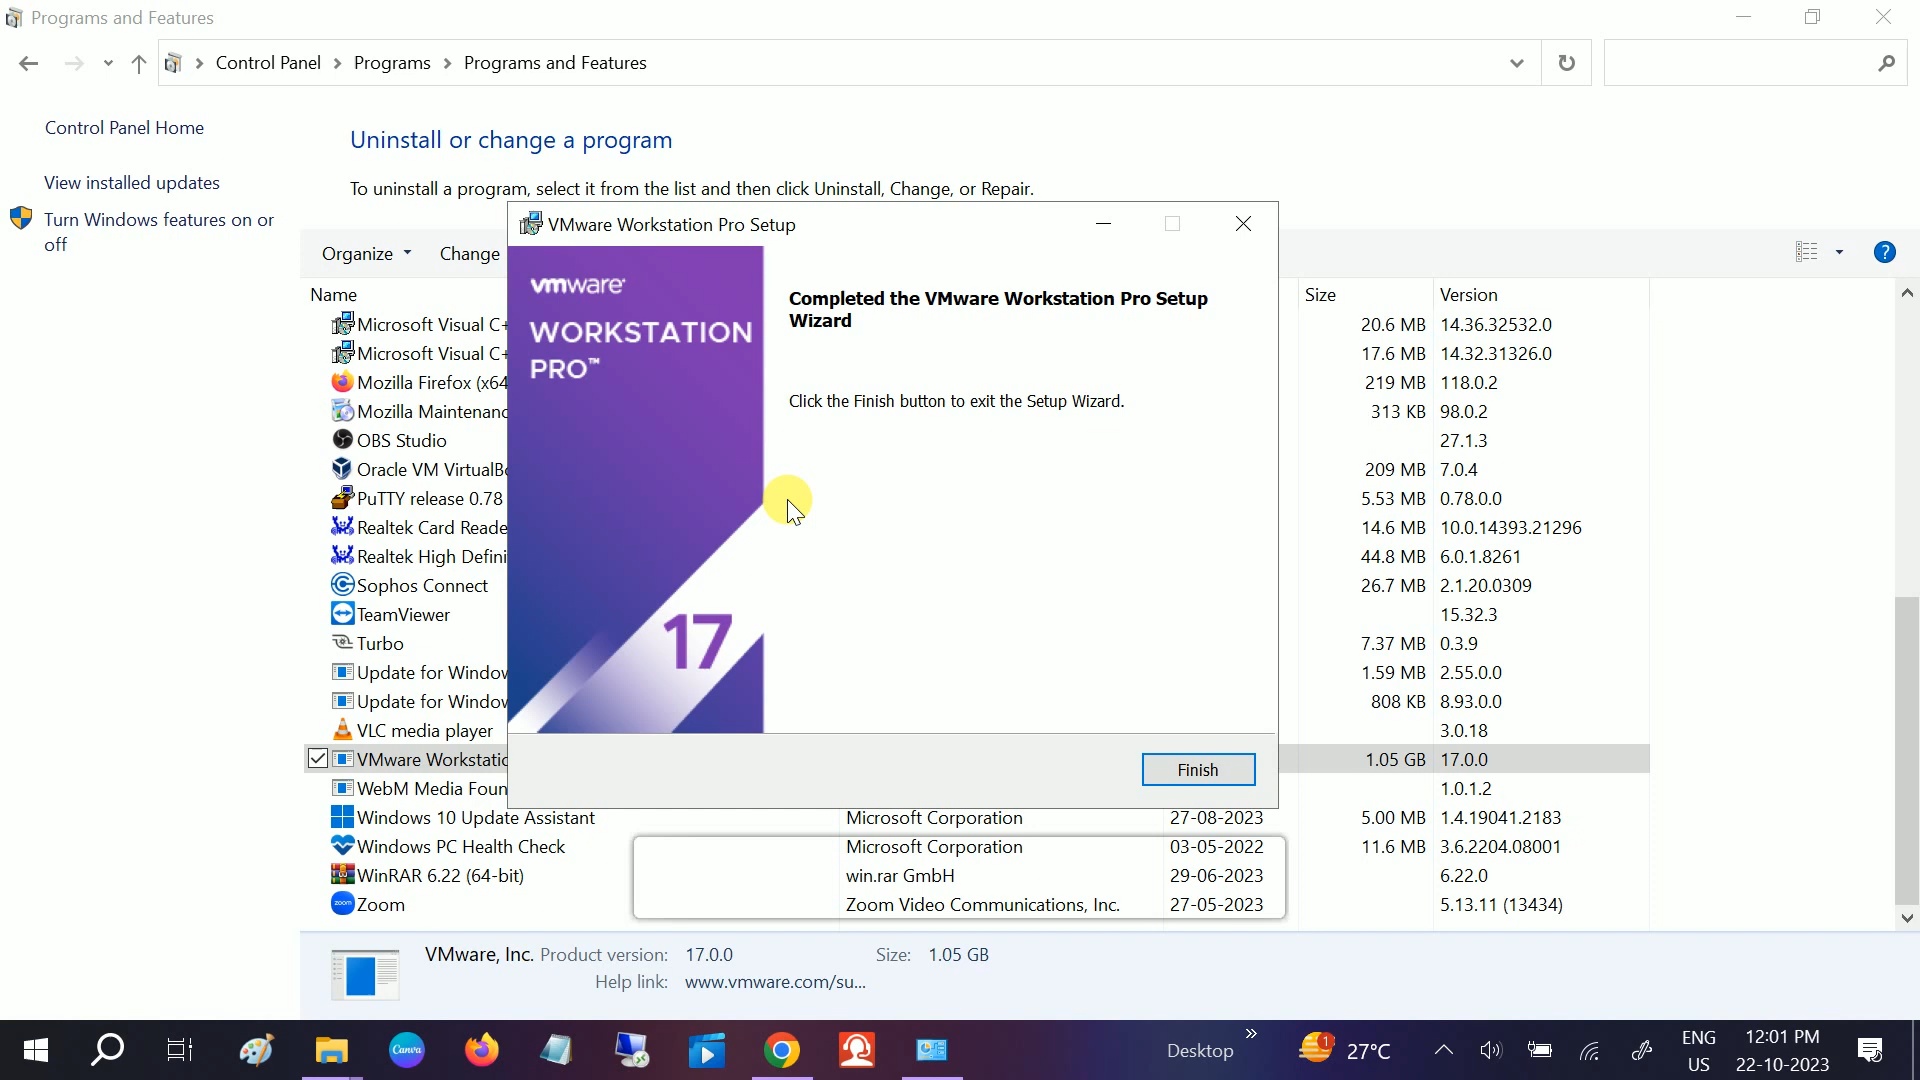 Programs and Features
Control Panel
Programs
Programs and Features
Control Panel Home
View installed updates
Turn Windows features on or
off
Uninstall or change a program
To uninstall a program, select it from the list and then click Uninstall, Change, or Repair.
Organize
Change
Name
Size
Version
Microsoft Visual C+
20.6 MB
14.36.32532.0
Microsoft Visual C+
17.6 MB
14.32.31326.0
Mozilla Firefox (x64
219 MB
118.0.2
Mozilla Maintenanc
313 KB
98.0.2
OBS Studio
27.1.3
Oracle VM VirtualBo
209 MB
7.0.4
PuTTY release 0.78
5.53 MB
0.78.0.0
Realtek Card Reade
14.6 MB
10.0.14393.21296
Realtek High Defini
44.8 MB
6.0.1.8261
Sophos Connect
26.7 MB
2.1.20.0309
TeamViewer
15.32.3
Turbo
7.37 MB
0.3.9
Update for Window
1.59 MB
2.55.0.0
Update for Window
808 KB
8.93.0.0
VLC media player
3.0.18
VMware Workstatio
1.05 GB
17.0.0
WebM Media Foun
1.0.1.2
Windows 10 Update Assistant
Microsoft Corporation
27-08-2023
5.00 MB
1.4.19041.2183
Windows PC Health Check
Microsoft Corporation
03-05-2022
11.6 MB
3.6.2204.08001
WinRAR 6.22 (64-bit)
win.rar GmbH
29-06-2023
6.22.0
Zoom
Zoom Video Communications, Inc.
27-05-2023
5.13.11 (13434)
VMware Workstation Pro Setup
vmware
WORKSTATION
PRO™
17
Completed the VMware Workstation Pro Setup
Wizard
Click the Finish button to exit the Setup Wizard.
Finish
VMware, Inc.
Product version: 17.0.0
Size: 1.05 GB
Help link: www.vmware.com/su...
Canva
Desktop
1
27°C
ENG
US
12:01 PM
22-10-2023